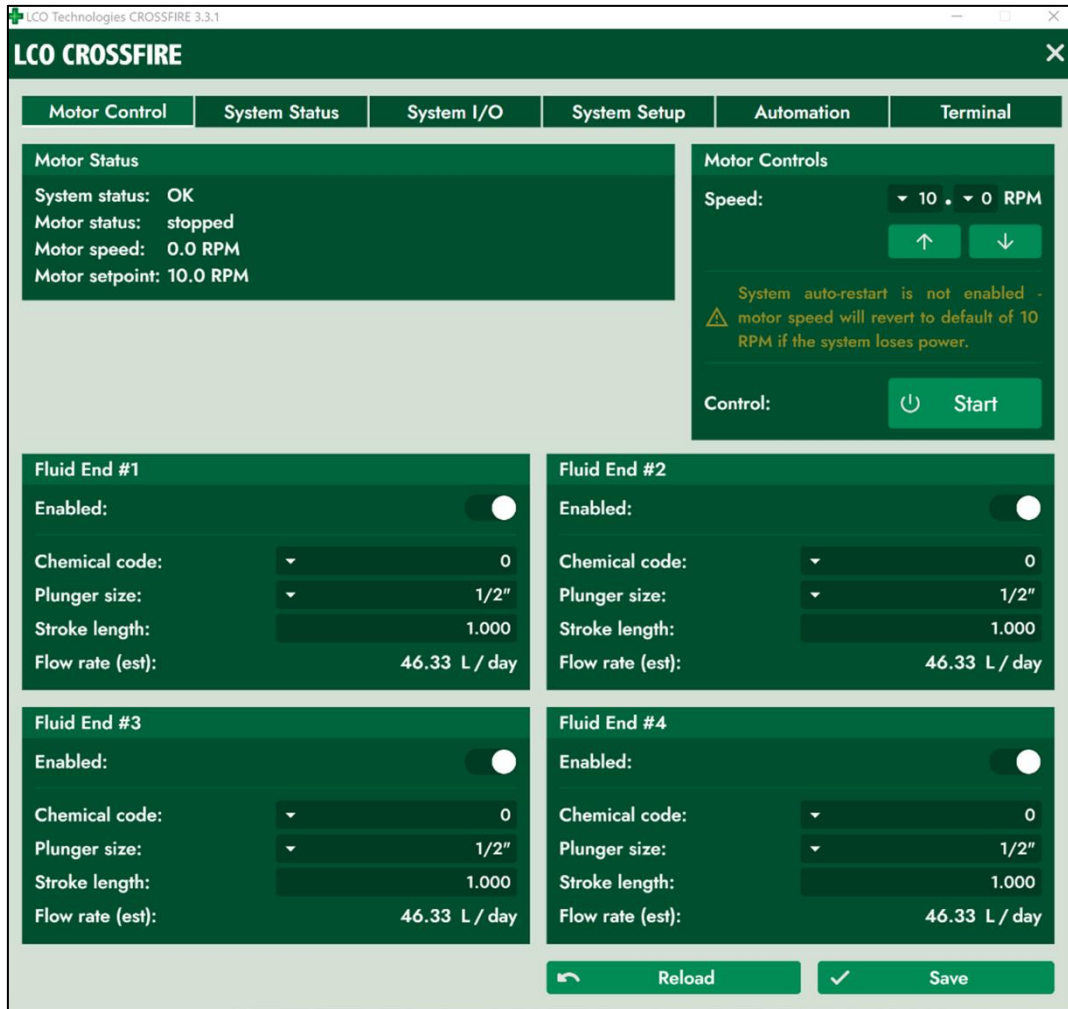 LCO Technologies CROSSFIRE 3.3.1
LCO CROSSFIRE
Motor Control System Status System I/O System Setup Automation Terminal
Motor Status
System status: OK
Motor status: stopped
Motor speed: 0.0 RPM
Motor setpoint: 10.0 RPM
Motor Controls
Speed: 10 . 0 RPM
System auto-restart is not enabled -
motor speed will revert to default of 10
RPM if the system loses power.
Control: Start
Fluid End #1
Enabled:
Chemical code: 0
Plunger size: 1/2"
Stroke length: 1.000
Flow rate (est): 46.33 L / day
Fluid End #2
Enabled:
Chemical code: 0
Plunger size: 1/2"
Stroke length: 1.000
Flow rate (est): 46.33 L / day
Fluid End #3
Enabled:
Chemical code: 0
Plunger size: 1/2"
Stroke length: 1.000
Flow rate (est): 46.33 L / day
Fluid End #4
Enabled:
Chemical code: 0
Plunger size: 1/2"
Stroke length: 1.000
Flow rate (est): 46.33 L / day
Reload Save